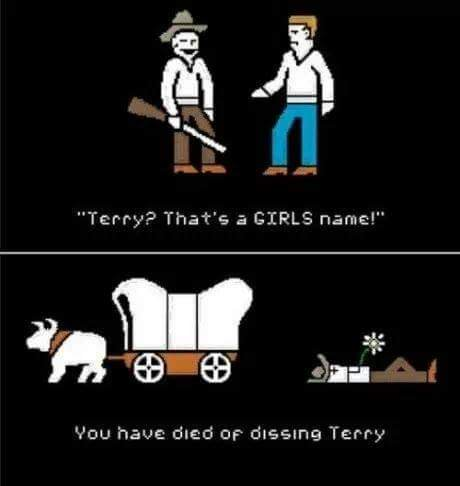 "Terry? That's a GIRLS name!"
You have died of dissing Terry